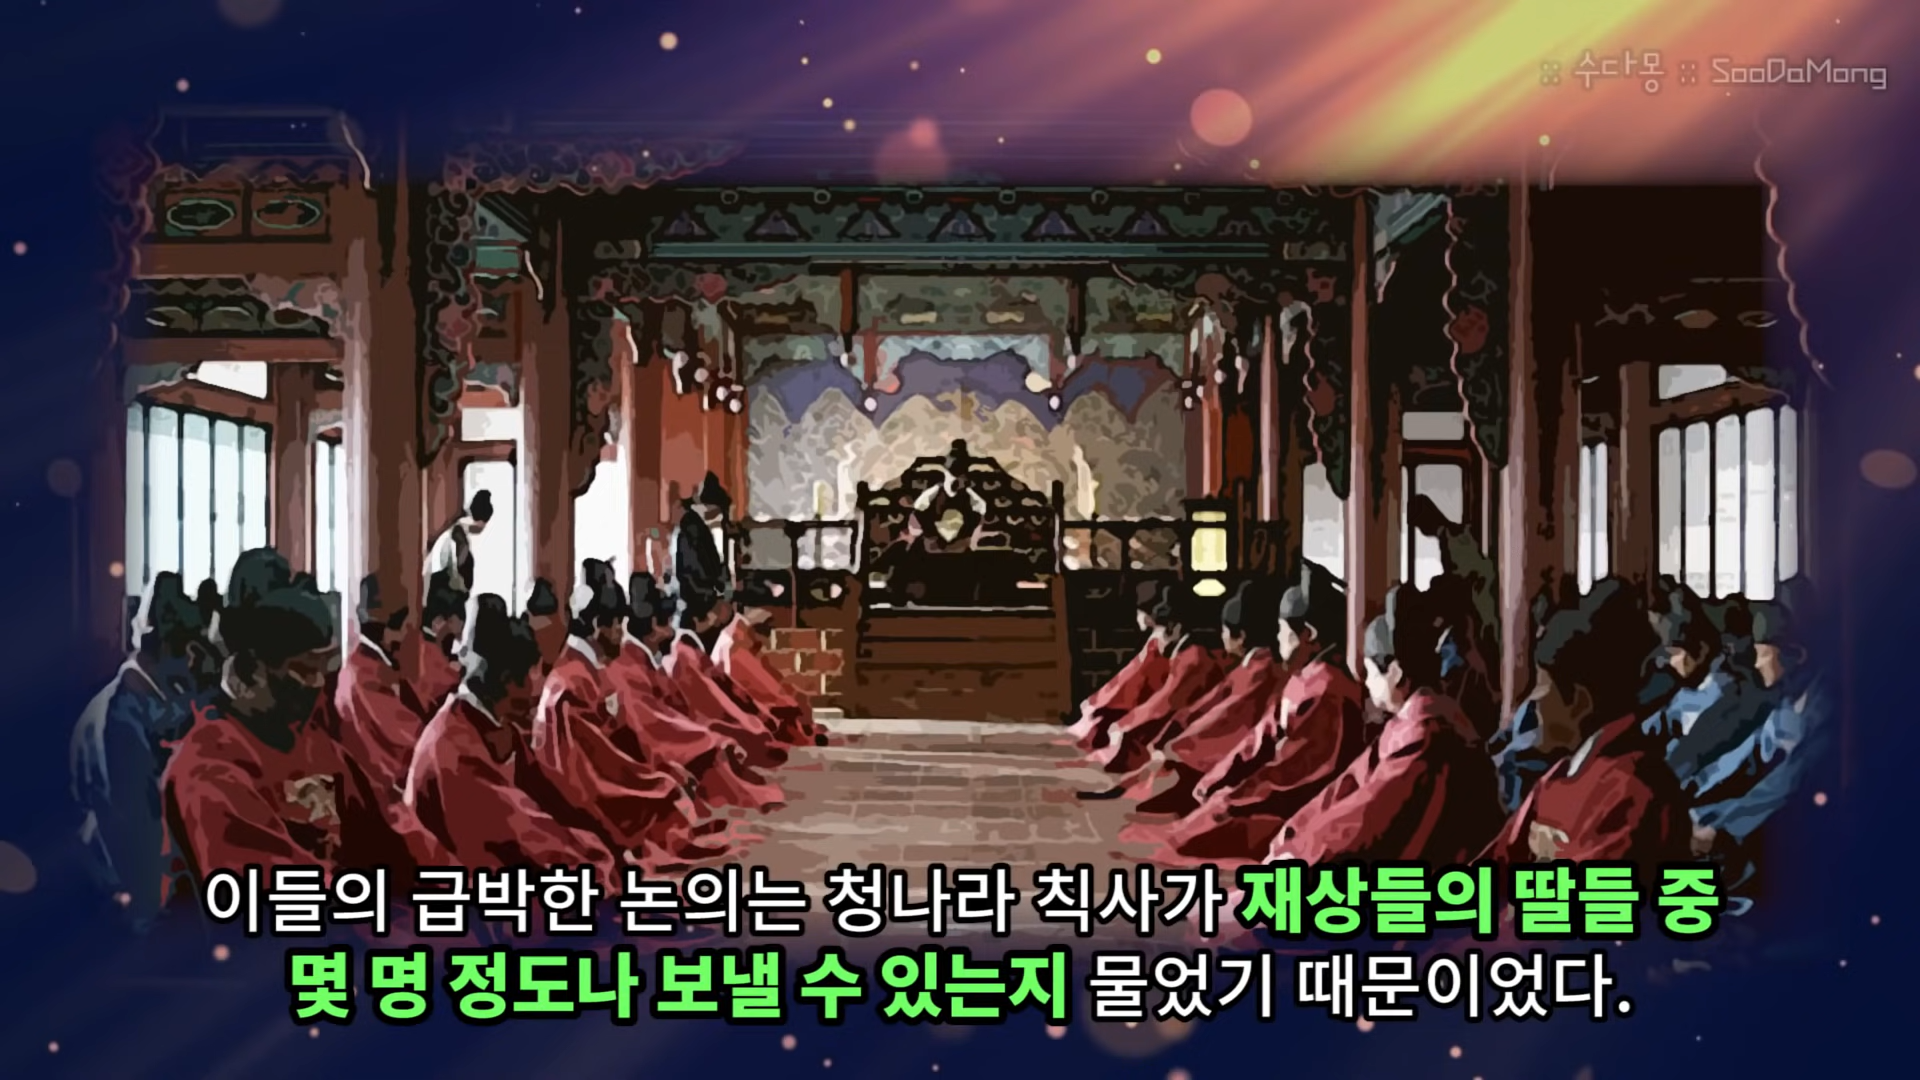 :: 수다몽 :: SooDaMong
이들의 급박한 논의는 청나라 칙사가 재상들의 딸들 중
몇 명 정도나 보낼 수 있는지 물었기 때문이었다.